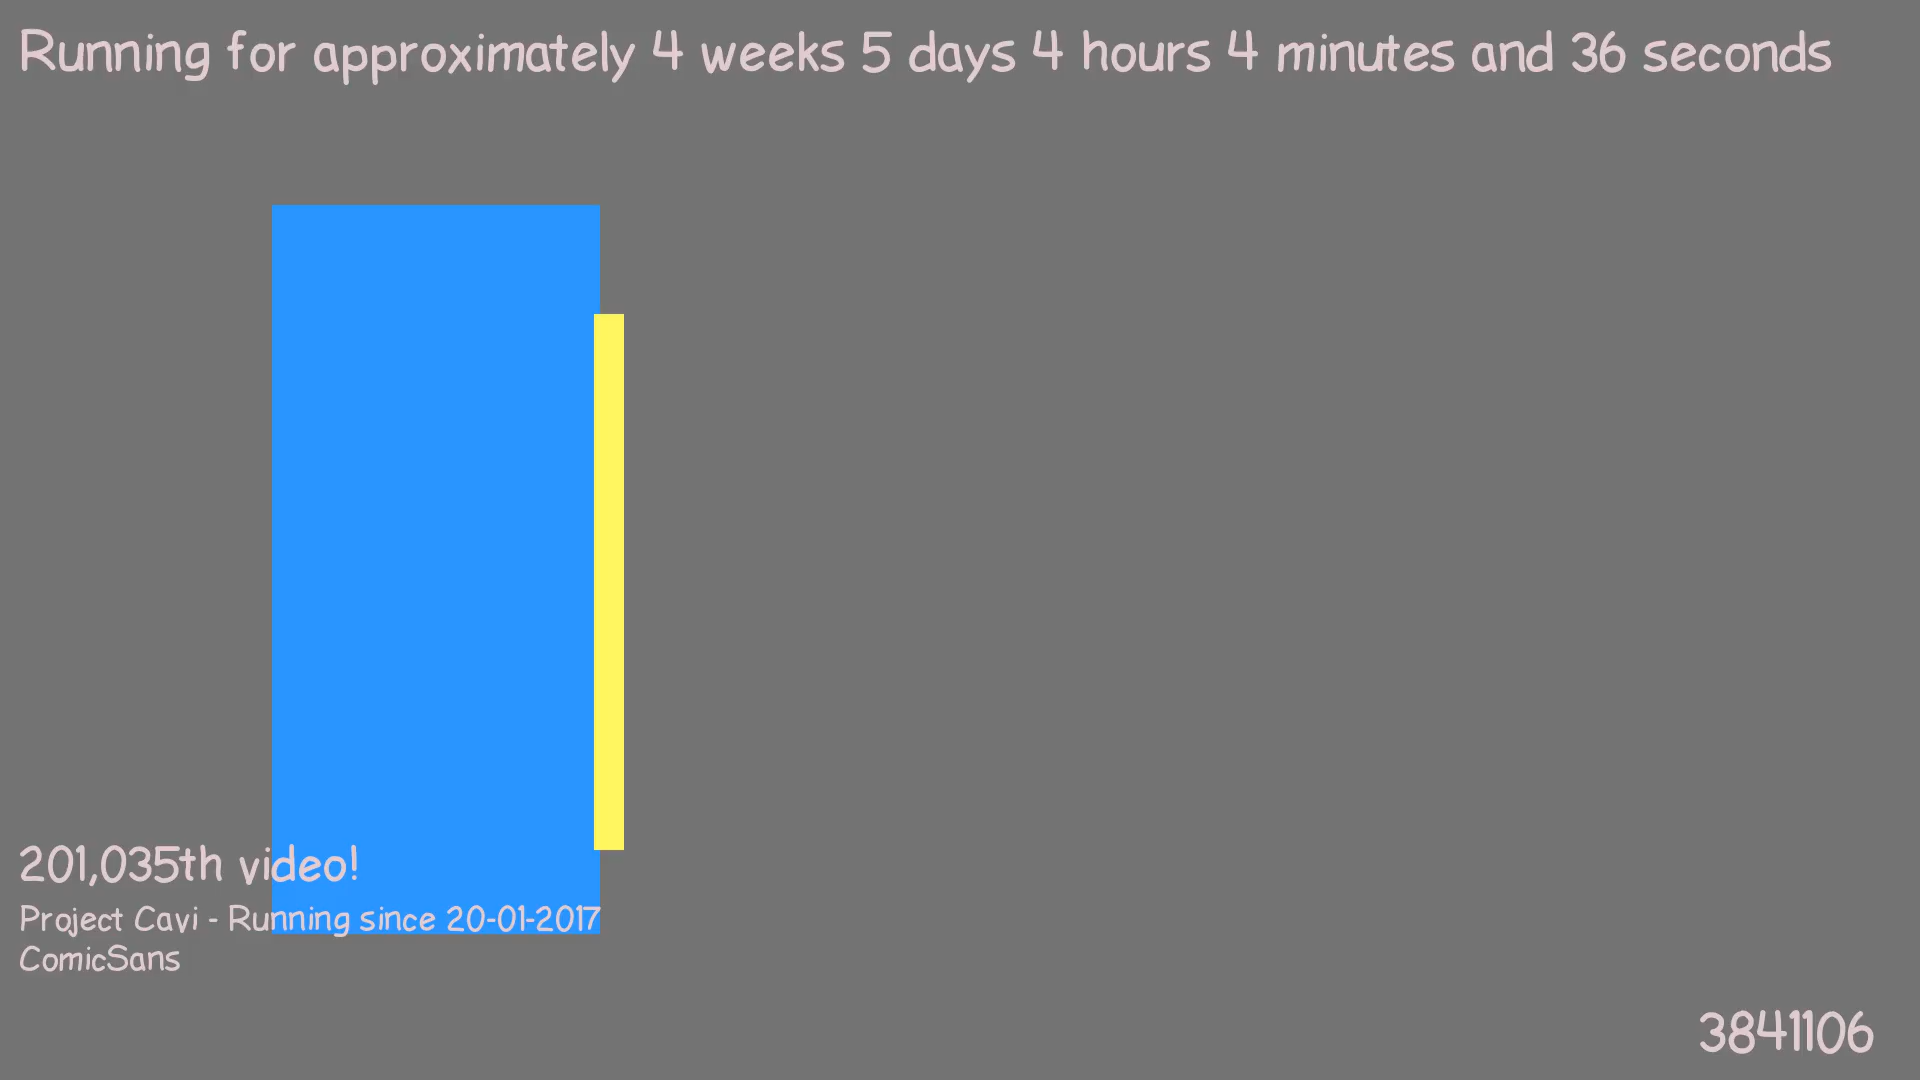 Running for approximately 4 weeks 5 days 4 hours 4 minutes and 36 seconds
201,035th video!
Project Cavi - Running since 20-01-2017
ComicSans
3841106